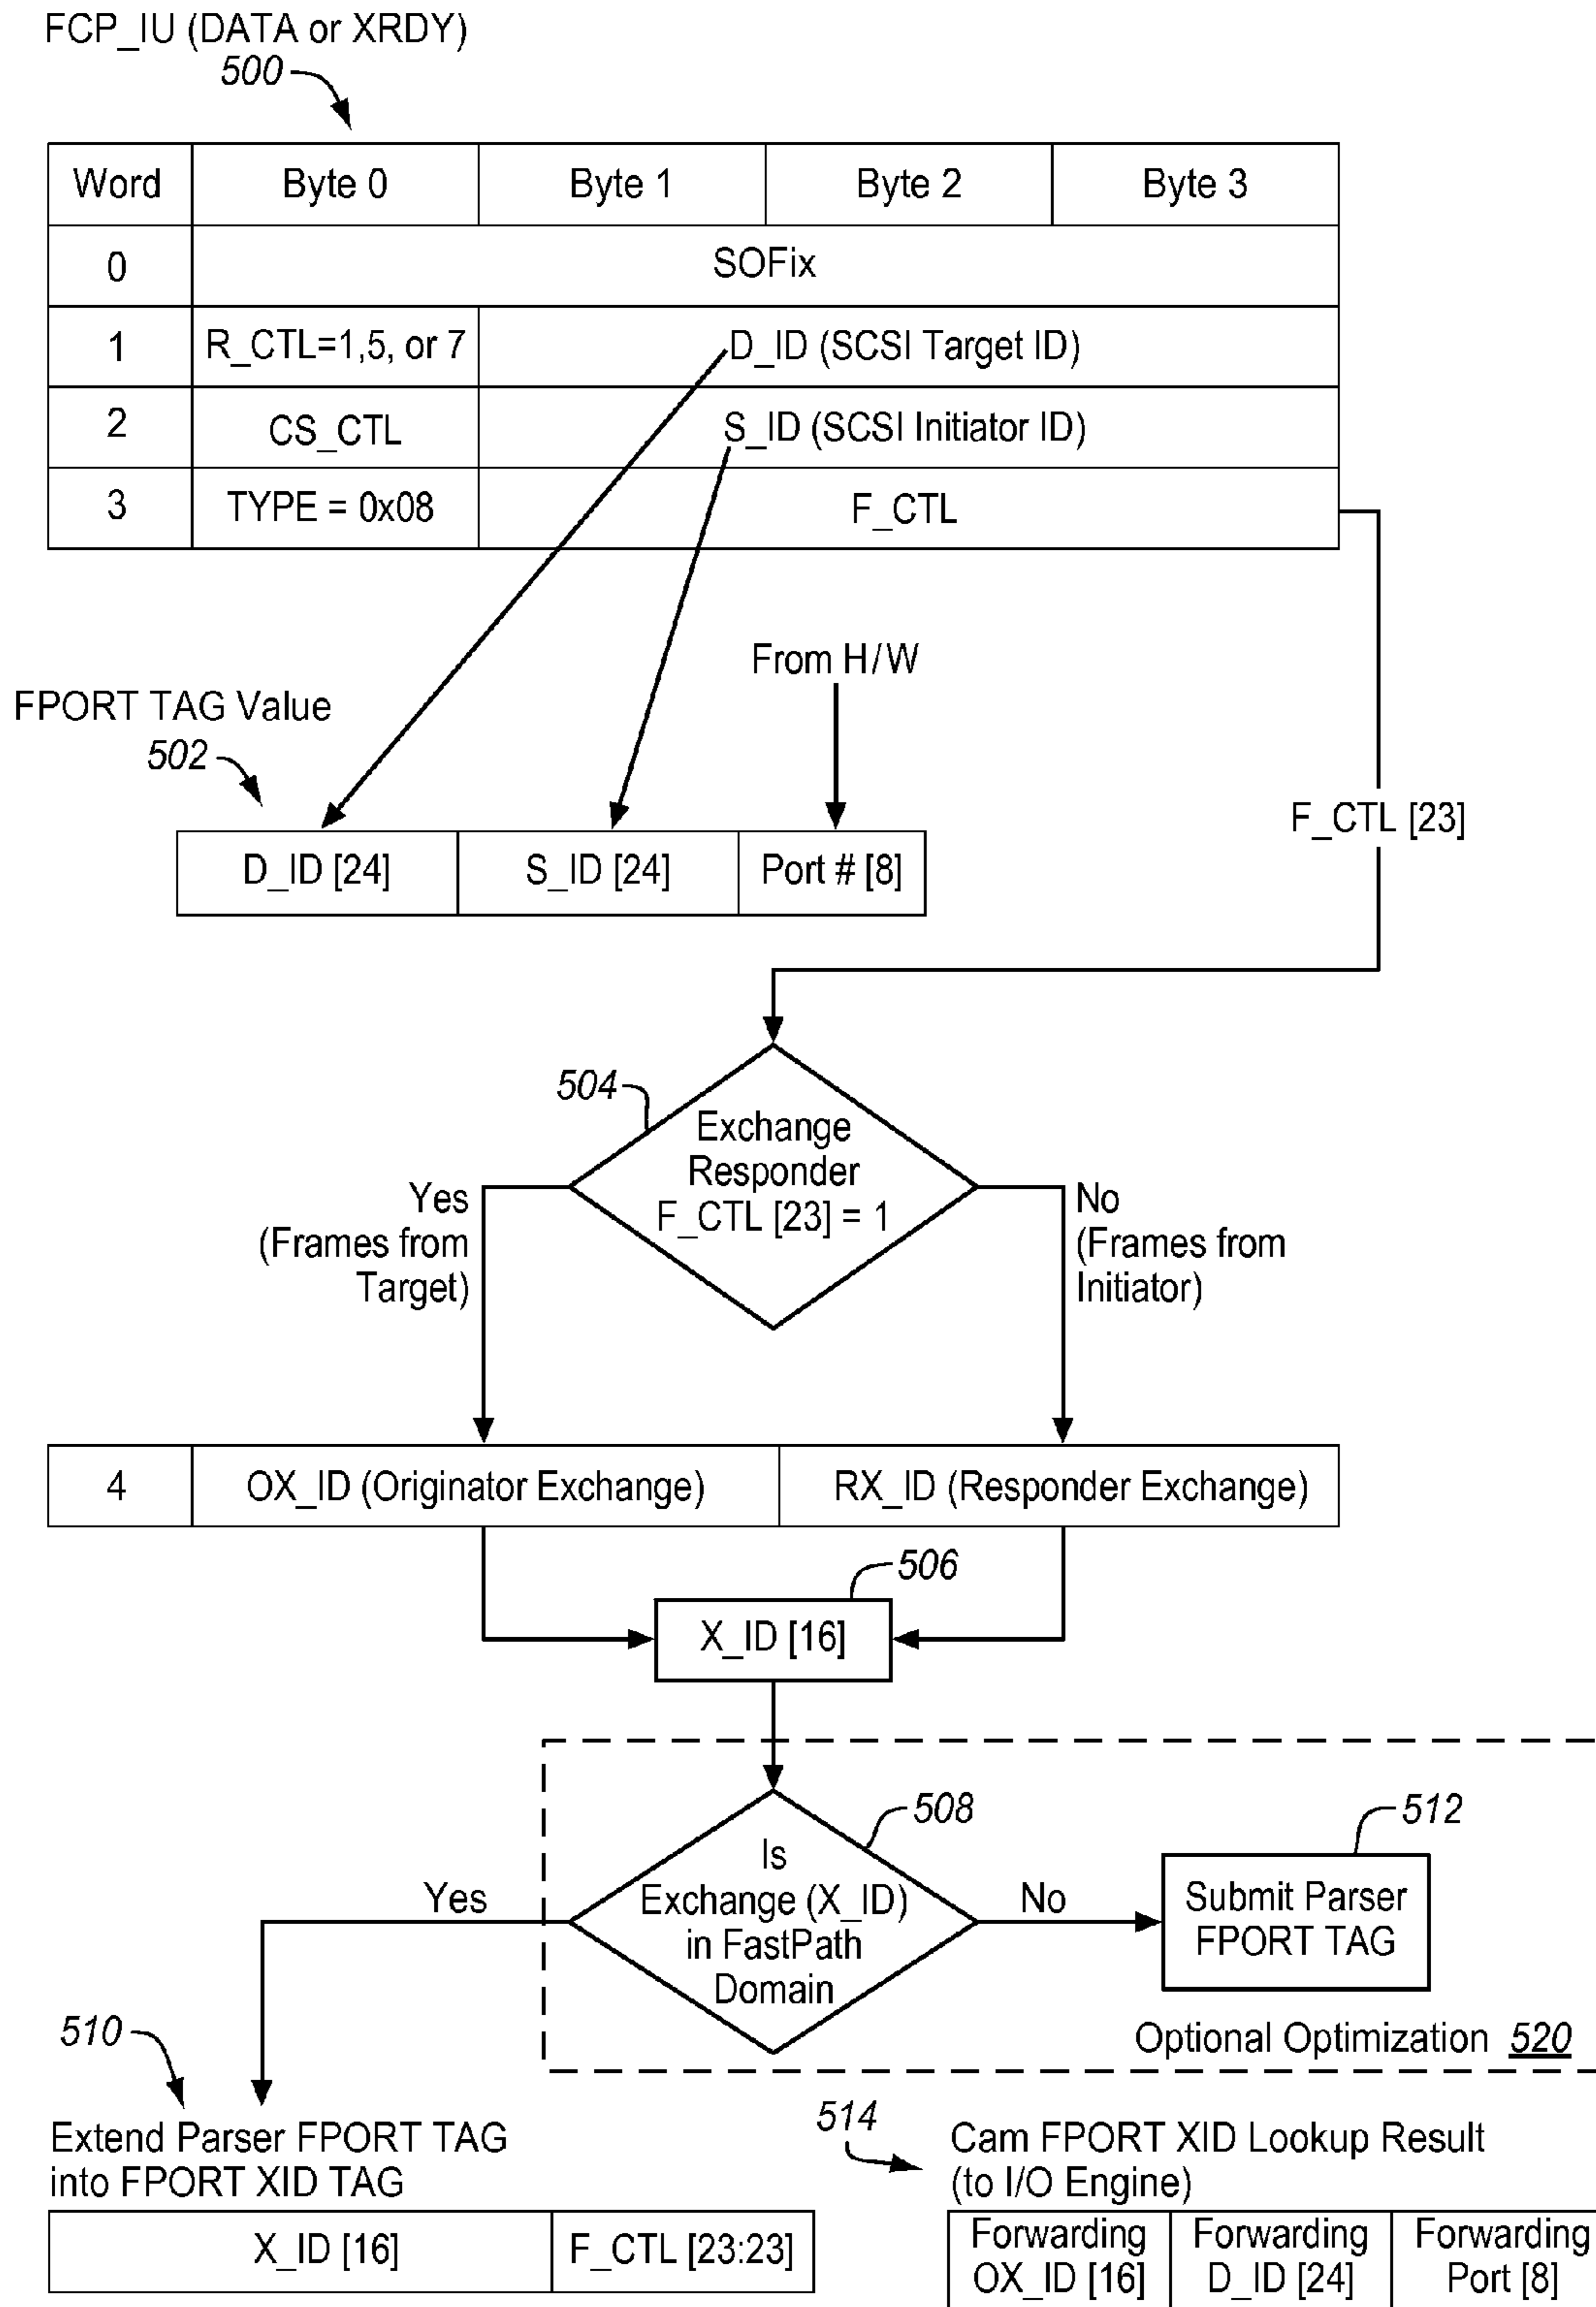 FCP_IU (DATA or XRDY)
500
Word Byte 0 Byte 1 Byte 2 Byte 3
0 SOFix
1 R_CTL=1,5, or 7 D_ID (SCSI Target ID)
2 CS_CTL S_ID (SCSI Initiator ID)
3 TYPE = 0x08 F_CTL
From H/W
FPORT TAG Value
502
F_CTL [23]
D_ID [24] S_ID [24] Port # [8]
504
Exchange
Responder
F_CTL [23] = 1
Yes
(Frames from
Target)
No
(Frames from
Initiator)
4 OX_ID (Originator Exchange) RX_ID (Responder Exchange)
506
X_ID [16]
508
Is
Exchange (X_ID)
in FastPath
Domain
Yes
No
512
Submit Parser
FPORT TAG
Optional Optimization 520
510
Extend Parser FPORT TAG
into FPORT XID TAG
X_ID [16] F_CTL [23:23]
514
Cam FPORT XID Lookup Result
(to I/O Engine)
Forwarding Forwarding Forwarding
OX_ID [16] D_ID [24] Port [8]